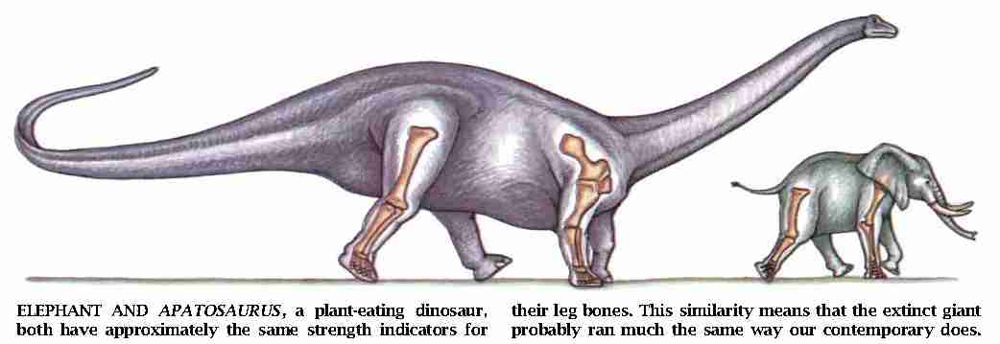 ELEPHANT AND APATOSAURUS, a plant-eating dinosaur,
both have approximately the same strength indicators for
their leg bones. This similarity means that the extinct giant
probably ran much the same way our contemporary does.